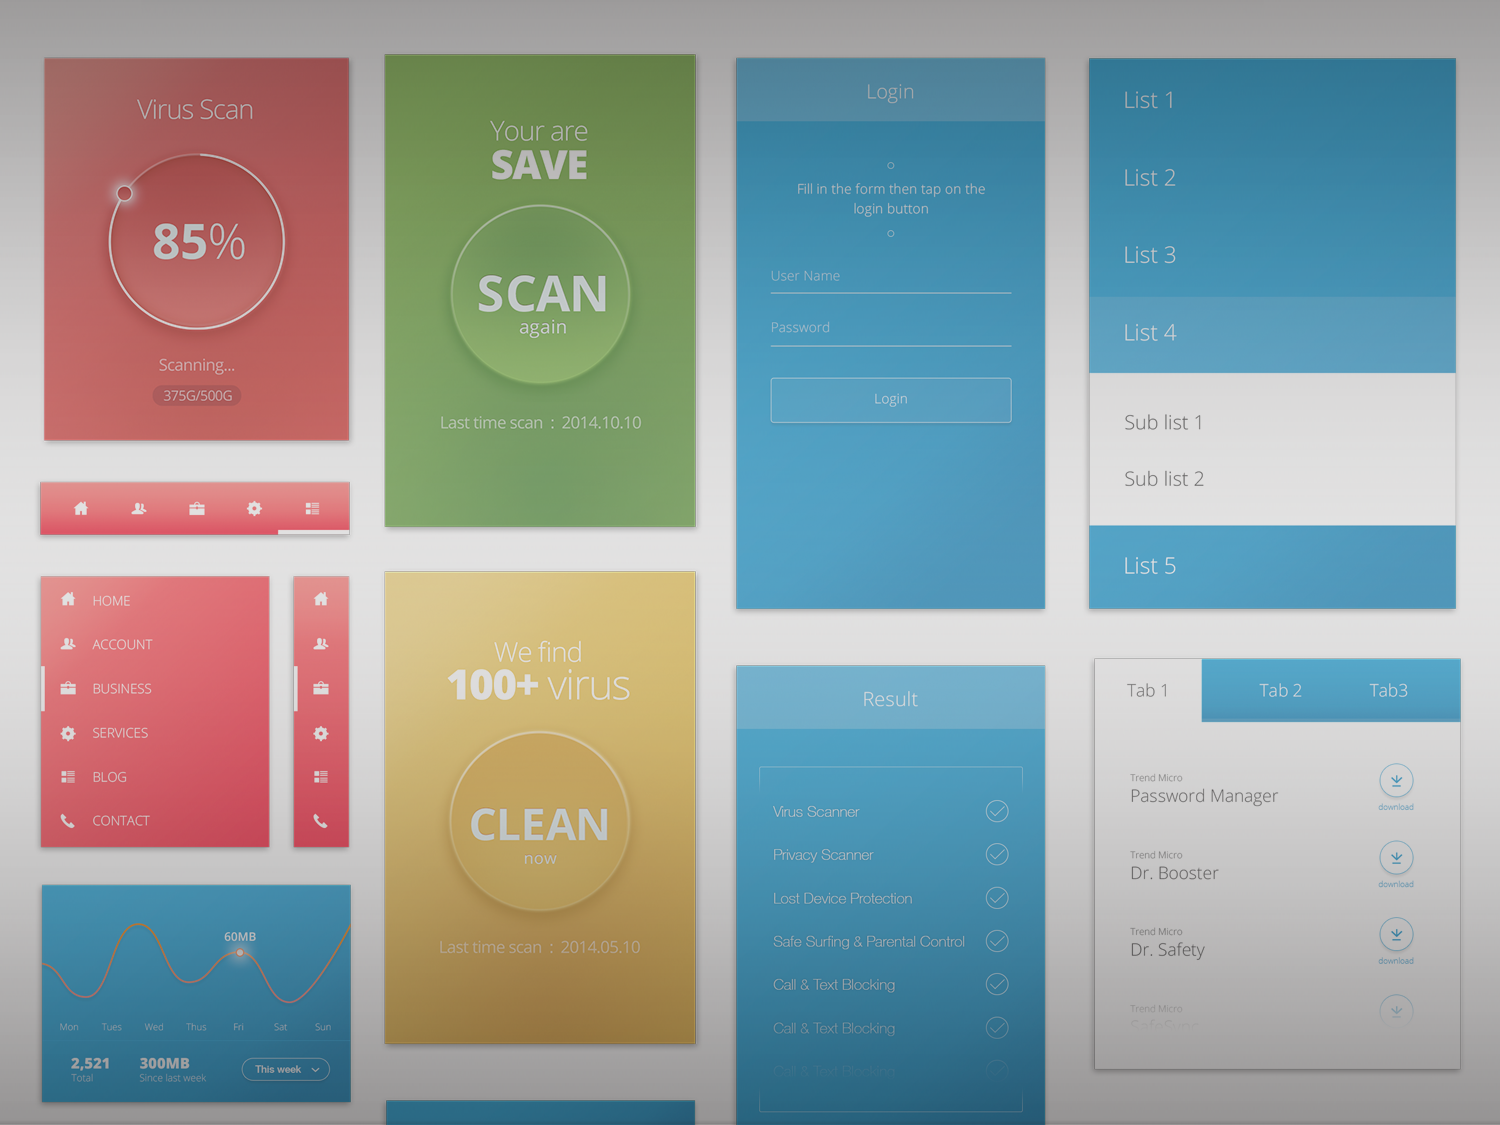 Virus Scan
85%
Scanning...
375G/500G
HOME
ACCOUNT
BUSINESS
SERVICES
BLOG
CONTACT
60MB
Mon Tues Wed Thus Fri Sat Sun
2,521
Total
300MB
Since last week
This week
Your are
SAVE
SCAN
again
Last time scan : 2014.10.10
We find
100+ virus
CLEAN
now
Last time scan : 2014.05.10
Login
Fill in the form then tap on the
login button
User Name
Password
Login
Result
Virus Scanner
Privacy Scanner
Lost Device Protection
Safe Surfing & Parental Control
Call & Text Blocking
Call & Text Blocking
Call & Text Blocking
List 1
List 2
List 3
List 4
Sub list 1
Sub list 2
List 5
Tab 1 Tab 2 Tab3
Trend Micro
Password Manager
download
Trend Micro
Dr. Booster
download
Trend Micro
Dr. Safety
download
Trend Micro
SafeSync